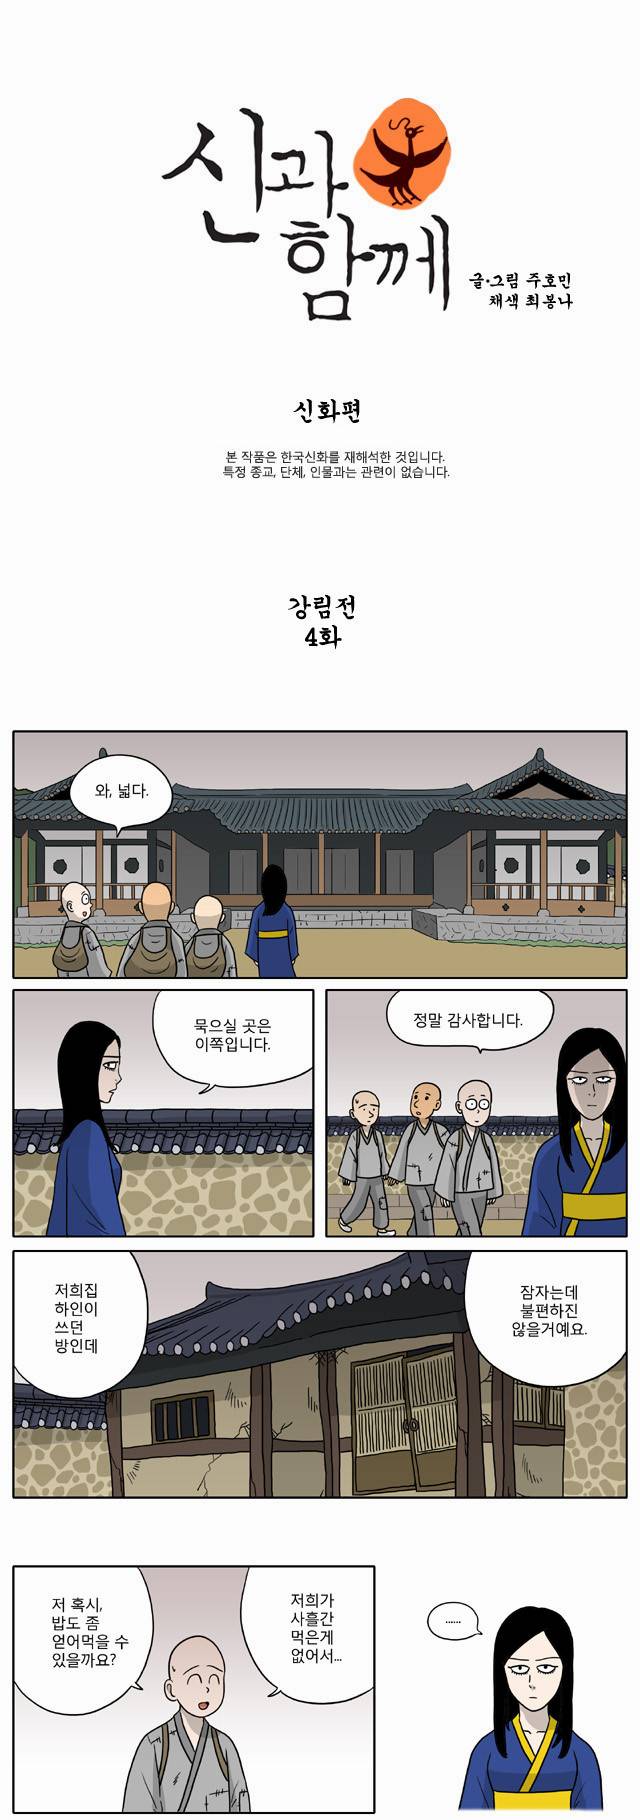 신과
함께
글·그림 주호민
채색 최봉나
신화편
본 작품은 한국신화를 재해석한 것입니다.
특정 종교, 단체, 인물과는 관련이 없습니다.
강림전
4화
와, 넓다.
묵으실 곳은
이쪽입니다.
정말 감사합니다.
저희집
하인이
쓰던
방인데
잠자는데
불편하진
않을거예요.
저 혹시,
밥도 좀
얻어먹을 수
있을까요?
저희가
사흘간
먹은게
없어서...
......